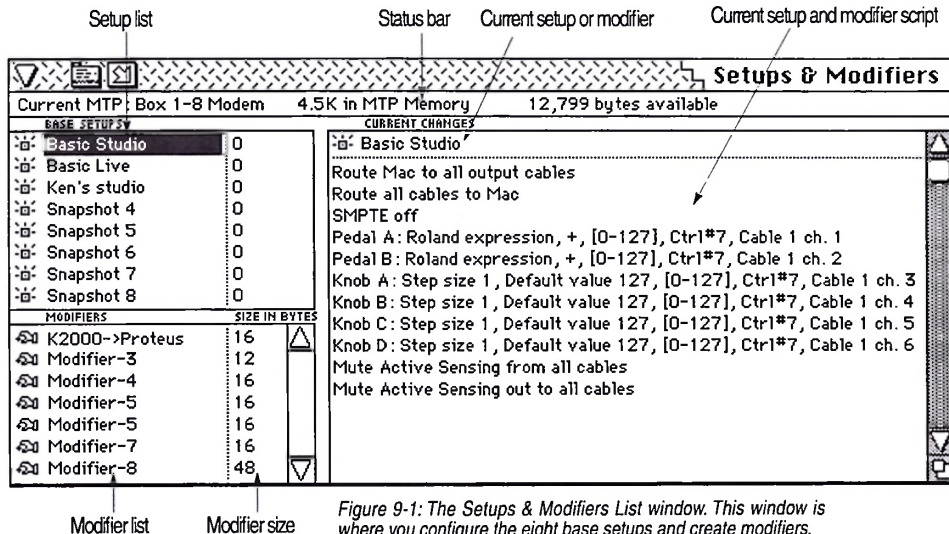 Setup list
Status bar
Current setup or modifier
Current setup and modifier script
Setups & Modifiers
Current MTP: Box 1-8 Modem 4.5K in MTP Memory 12,799 bytes available
BASE SETUPS
Basic Studio 0
Basic Live 0
Ken's studio 0
Snapshot 4 0
Snapshot 5 0
Snapshot 6 0
Snapshot 7 0
Snapshot 8 0
MODIFIERS SIZE IN BYTES
K2000->Proteus 16
Modifier-3 12
Modifier-4 16
Modifier-5 16
Modifier-5 16
Modifier-7 16
Modifier-8 48
CURRENT CHANGES
Basic Studio
Route Mac to all output cables
Route all cables to Mac
SMPTE off
Pedal A: Roland expression, +, [0-127], Ctrl#7, Cable 1 ch. 1
Pedal B: Roland expression, +, [0-127], Ctrl#7, Cable 1 ch. 2
Knob A: Step size 1, Default value 127, [0-127], Ctrl#7, Cable 1 ch. 3
Knob B: Step size 1, Default value 127, [0-127], Ctrl#7, Cable 1 ch. 4
Knob C: Step size 1, Default value 127, [0-127], Ctrl#7, Cable 1 ch. 5
Knob D: Step size 1, Default value 127, [0-127], Ctrl#7, Cable 1 ch. 6
Mute Active Sensing from all cables
Mute Active Sensing out to all cables
Modifier list
Modifier size
Figure 9-1: The Setups & Modifiers List window. This window is
where you configure the eight base setups and create modifiers.